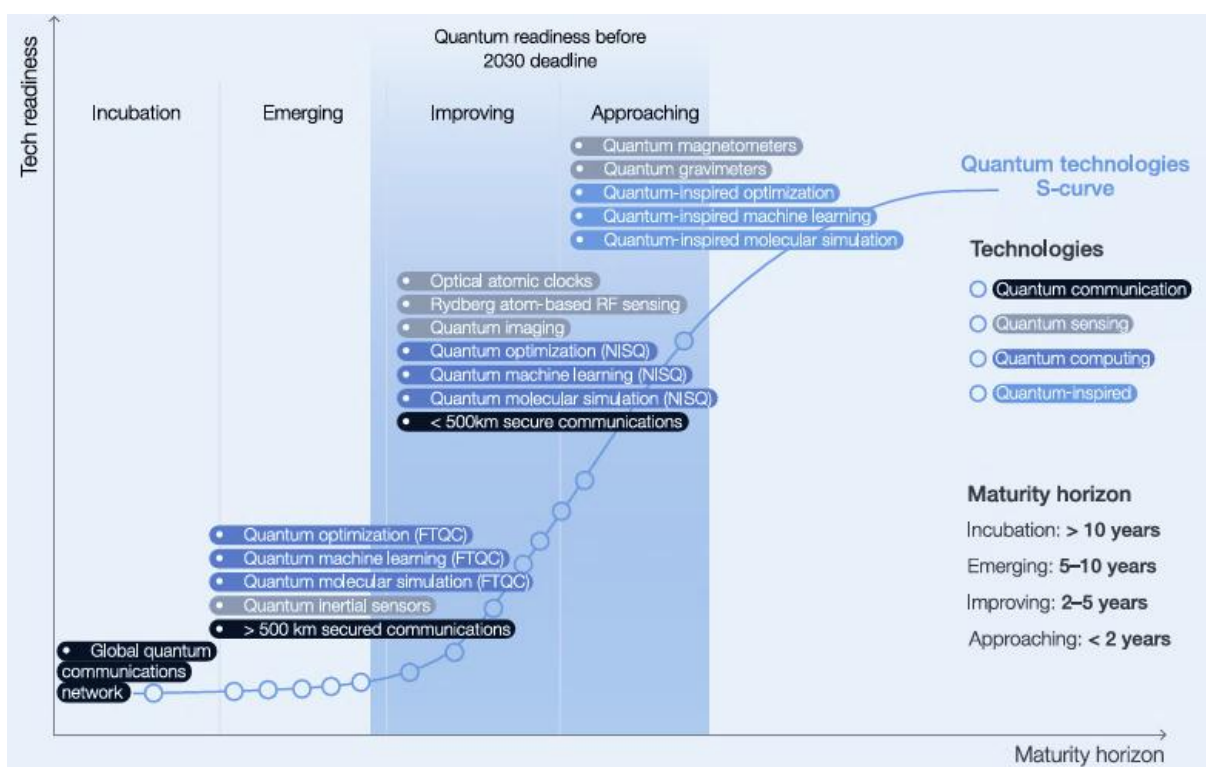 Tech readiness
Quantum readiness before
2030 deadline
Incubation
Emerging
Improving
Approaching
Quantum magnetometers
Quantum gravimeters
Quantum-inspired optimization
Quantum-inspired machine learning
Quantum-inspired molecular simulation
Optical atomic clocks
Rydberg atom-based RF sensing
Quantum imaging
Quantum optimization (NISQ)
Quantum machine learning (NISQ)
Quantum molecular simulation (NISQ)
< 500km secure communications
Quantum optimization (FTQC)
Quantum machine learning (FTQC)
Quantum molecular simulation (FTQC)
Quantum inertial sensors
> 500 km secured communications
Global quantum
communications
network
Quantum technologies
S-curve
Technologies
Quantum communication
Quantum sensing
Quantum computing
Quantum-inspired
Maturity horizon
Incubation: > 10 years
Emerging: 5–10 years
Improving: 2–5 years
Approaching: < 2 years
Maturity horizon